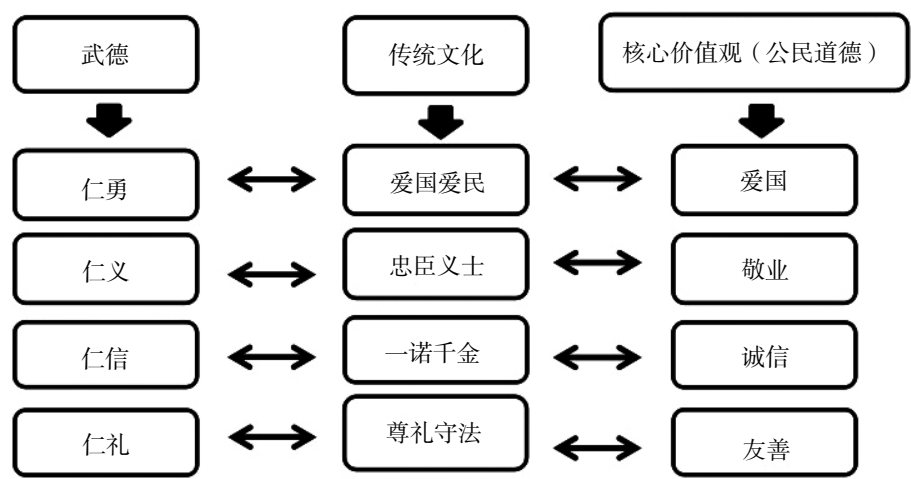 武德
传统文化
核心价值观（公民道德）
仁勇
爱国爱民
爱国
仁义
忠臣义士
敬业
仁信
一诺千金
诚信
仁礼
尊礼守法
友善